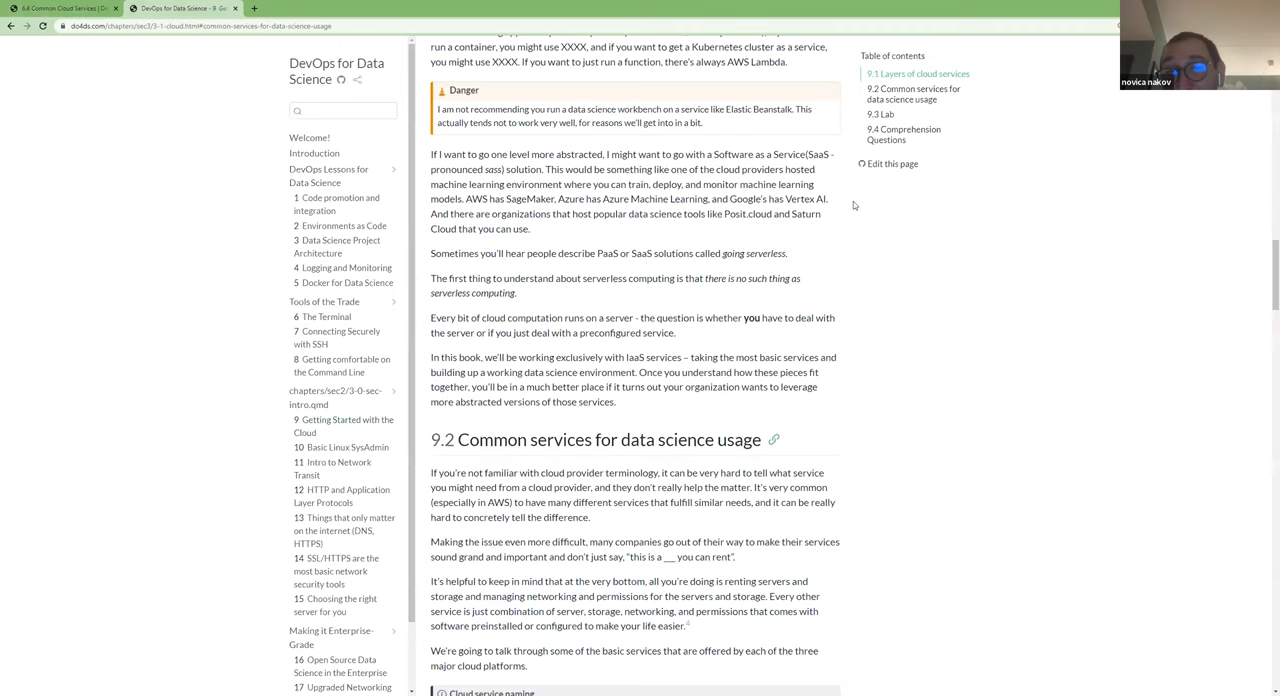 6.4 Common Cloud Services | D
DevOps for Data Science - 9 Ge
do4ds.com/chapters/sec3/3-1-cloud.html#common-services-for-data-science-usage
novica nakov
DevOps for Data
Science
Welcome!
Introduction
DevOps Lessons for
Data Science
1 Code promotion and
integration
2 Environments as Code
3 Data Science Project
Architecture
4 Logging and Monitoring
5 Docker for Data Science
Tools of the Trade
6 The Terminal
7 Connecting Securely
with SSH
8 Getting comfortable on
the Command Line
chapters/sec2/3-0-sec-
intro.qmd
9 Getting Started with the
Cloud
10 Basic Linux SysAdmin
11 Intro to Network
Transit
12 HTTP and Application
Layer Protocols
13 Things that only matter
on the internet (DNS,
HTTPS)
14 SSL/HTTPS are the
most basic network
security tools
15 Choosing the right
server for you
Making it Enterprise-
Grade
16 Open Source Data
Science in the Enterprise
17 Upgraded Networking
run a container, you might use XXXX, and if you want to get a Kubernetes cluster as a service,
you might use XXXX. If you want to just run a function, there's always AWS Lambda.
Danger
I am not recommending you run a data science workbench on a service like Elastic Beanstalk. This
actually tends not to work very well, for reasons we'll get into in a bit.
If I want to go one level more abstracted, I might want to go with a Software as a Service(SaaS -
pronounced sass) solution. This would be something like one of the cloud providers hosted
machine learning environment where you can train, deploy, and monitor machine learning
models. AWS has SageMaker, Azure has Azure Machine Learning, and Google's has Vertex AI.
And there are organizations that host popular data science tools like Posit.cloud and Saturn
Cloud that you can use.
Sometimes you'll hear people describe PaaS or SaaS solutions called going serverless.
The first thing to understand about serverless computing is that there is no such thing as
serverless computing.
Every bit of cloud computation runs on a server - the question is whether you have to deal with
the server or if you just deal with a preconfigured service.
In this book, we'll be working exclusively with IaaS services – taking the most basic services and
building up a working data science environment. Once you understand how these pieces fit
together, you'll be in a much better place if it turns out your organization wants to leverage
more abstracted versions of those services.
9.2 Common services for data science usage
If you're not familiar with cloud provider terminology, it can be very hard to tell what service
you might need from a cloud provider, and they don't really help the matter. It's very common
(especially in AWS) to have many different services that fulfill similar needs, and it can be really
hard to concretely tell the difference.
Making the issue even more difficult, many companies go out of their way to make their services
sound grand and important and don't just say, "this is a ___ you can rent".
It's helpful to keep in mind that at the very bottom, all you're doing is renting servers and
storage and managing networking and permissions for the servers and storage. Every other
service is just combination of server, storage, networking, and permissions that comes with
software preinstalled or configured to make your life easier.4
We're going to talk through some of the basic services that are offered by each of the three
major cloud platforms.
Cloud service naming
Table of contents
9.1 Layers of cloud services
9.2 Common services for
data science usage
9.3 Lab
9.4 Comprehension
Questions
Edit this page